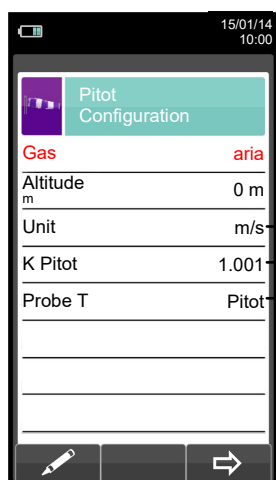 15/01/14
10:00
Pitot
Configuration
Gas aria
Altitude
m 0 m
Unit m/s
K Pitot 1.001
Probe T Pitot